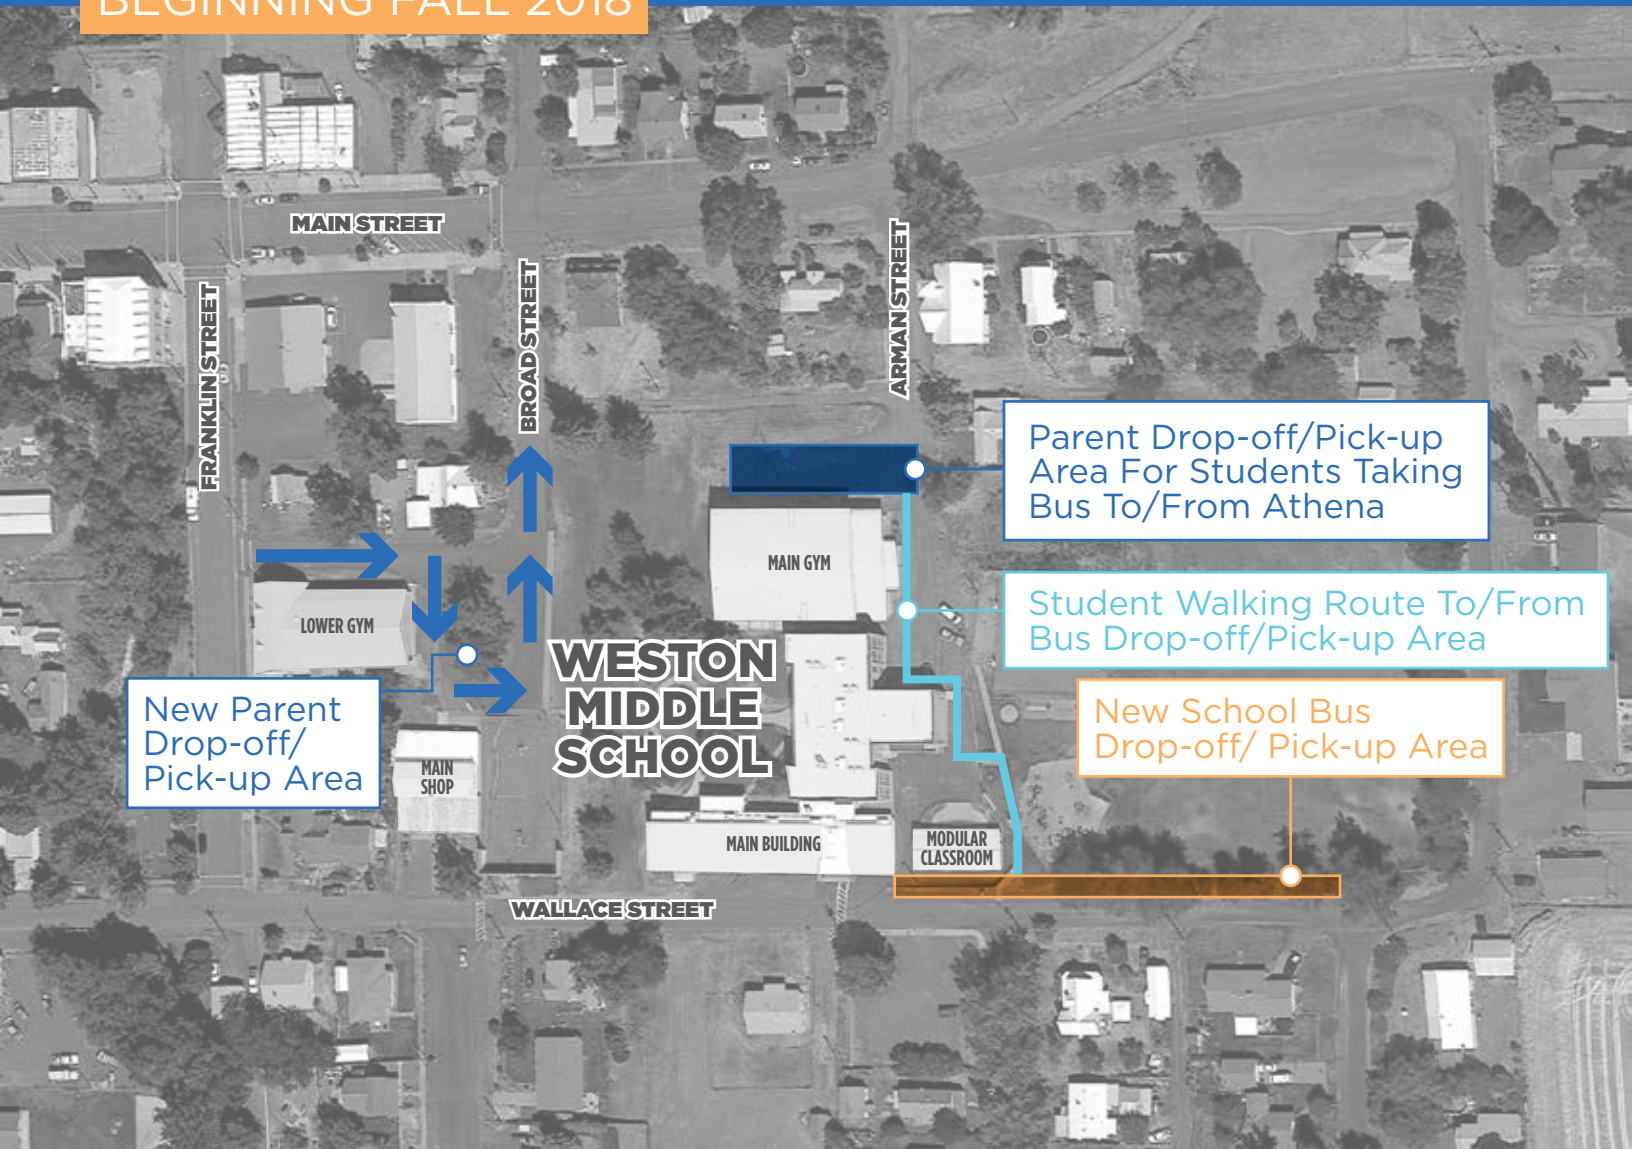 BEGINNING FALL 2018
MAIN STREET
FRANKLIN STREET
BROAD STREET
ARMAN STREET
Parent Drop-off/Pick-up
Area For Students Taking
Bus To/From Athena
MAIN GYM
LOWER GYM
Student Walking Route To/From
Bus Drop-off/Pick-up Area
WESTON
MIDDLE
SCHOOL
New Parent
Drop-off/
Pick-up Area
New School Bus
Drop-off/ Pick-up Area
MAIN
SHOP
MAIN BUILDING
MODULAR
CLASSROOM
WALLACE STREET